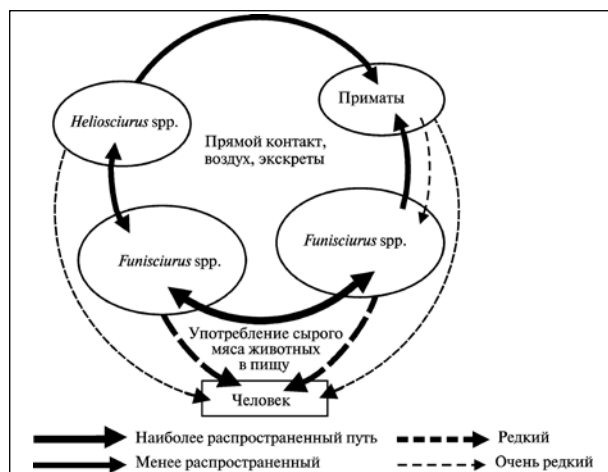 Heliosciurus spp.
Приматы
Прямой контакт,
воздух, экскреты
Funisciurus spp.
Funisciurus spp.
Употребление сырого
мяса животных
в пищу
Человек
Наиболее распространенный путь
Редкий
Менее распространенный
Очень редкий